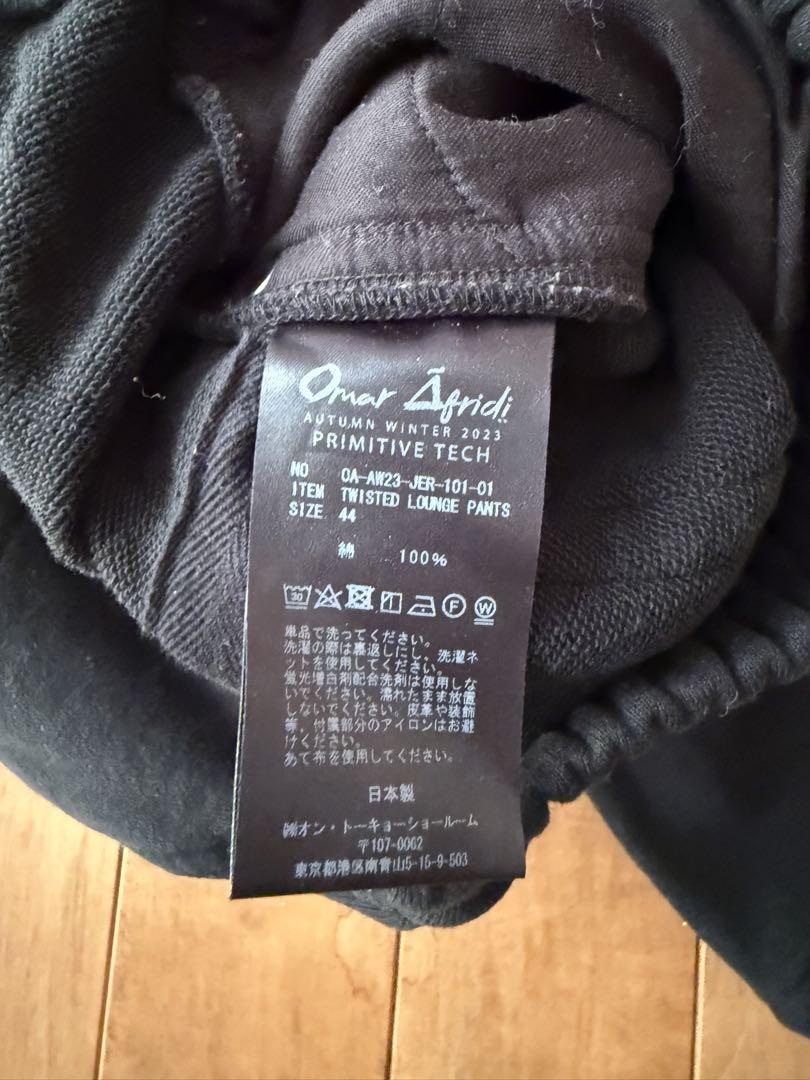 Omar Āfridi
AUTUMN WINTER 2023
PRIMITIVE TECH
NO OA-AW23-JER-101-01
ITEM TWISTED LOUNGE PANTS
SIZE 44
綿 100%
30 F W
単品で洗ってください。
洗濯の際は裏返しにし、洗濯ネ
ットを使用してください。
蛍光増白剤配合洗剤は使用しな
いでください。濡れたまま放置
しないでください。皮革や装飾
等、付属部分のアイロンはお避
けください。
あて布を使用してください。
日本製
㈱オン・トーキョーショールーム
〒107-0062
東京都港区南青山5-16-9-503